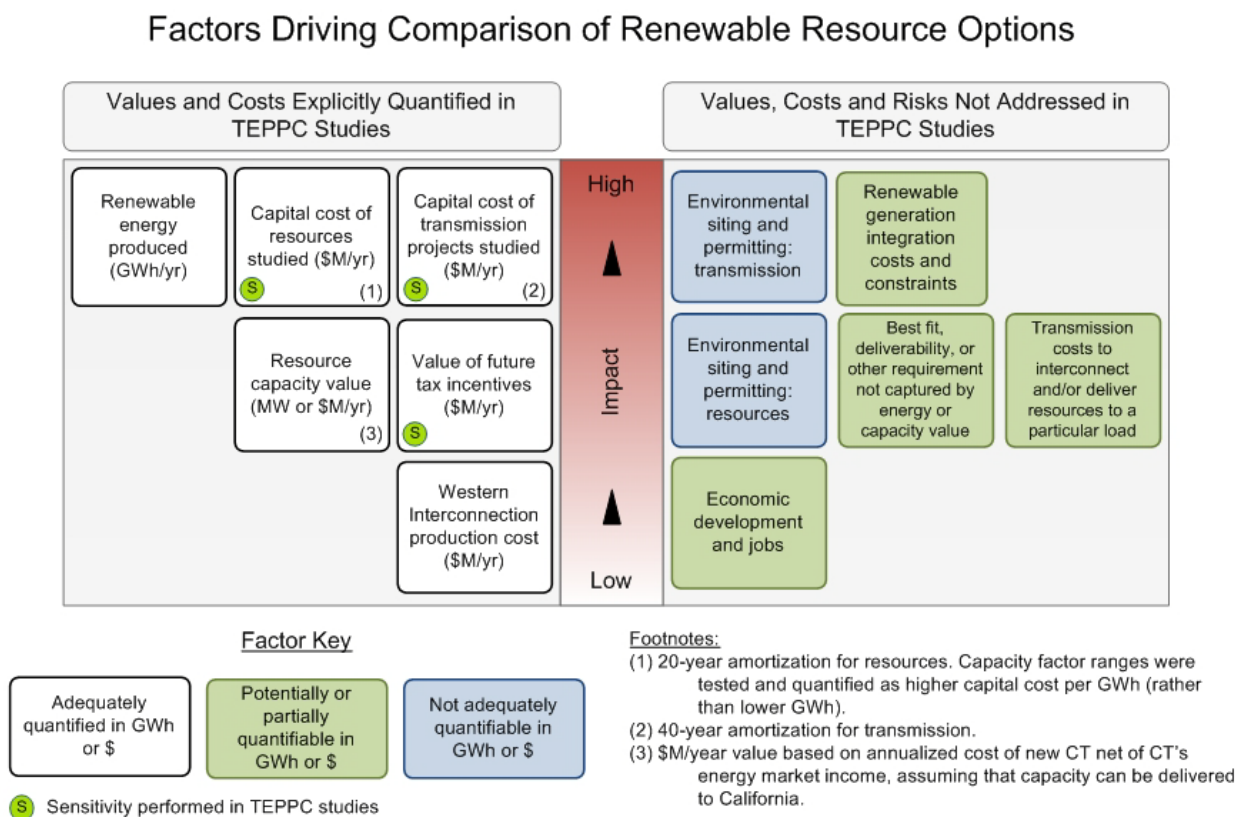 Factors Driving Comparison of Renewable Resource Options
Values and Costs Explicitly Quantified in
TEPPC Studies
Values, Costs and Risks Not Addressed in
TEPPC Studies
Renewable
energy
produced
(GWh/yr)
Capital cost of
resources
studied ($M/yr)
S
(1)
Capital cost of
transmission
projects studied
($M/yr)
S
(2)
High
Environmental
siting and
permitting:
transmission
Renewable
generation
integration
costs and
constraints
Resource
capacity value
(MW or $M/yr)
(3)
Value of future
tax incentives
($M/yr)
S
Impact
Environmental
siting and
permitting:
resources
Best fit,
deliverability, or
other requirement
not captured by
energy or
capacity value
Transmission
costs to
interconnect
and/or deliver
resources to a
particular load
Western
Interconnection
production cost
($M/yr)
Low
Economic
development
and jobs
Factor Key
Adequately
quantified in GWh
or $
Potentially or
partially
quantifiable in
GWh or $
Not adequately
quantifiable in
GWh or $
S Sensitivity performed in TEPPC studies
Footnotes:
(1) 20-year amortization for resources. Capacity factor ranges were
tested and quantified as higher capital cost per GWh (rather
than lower GWh).
(2) 40-year amortization for transmission.
(3) $M/year value based on annualized cost of new CT net of CT's
energy market income, assuming that capacity can be delivered
to California.